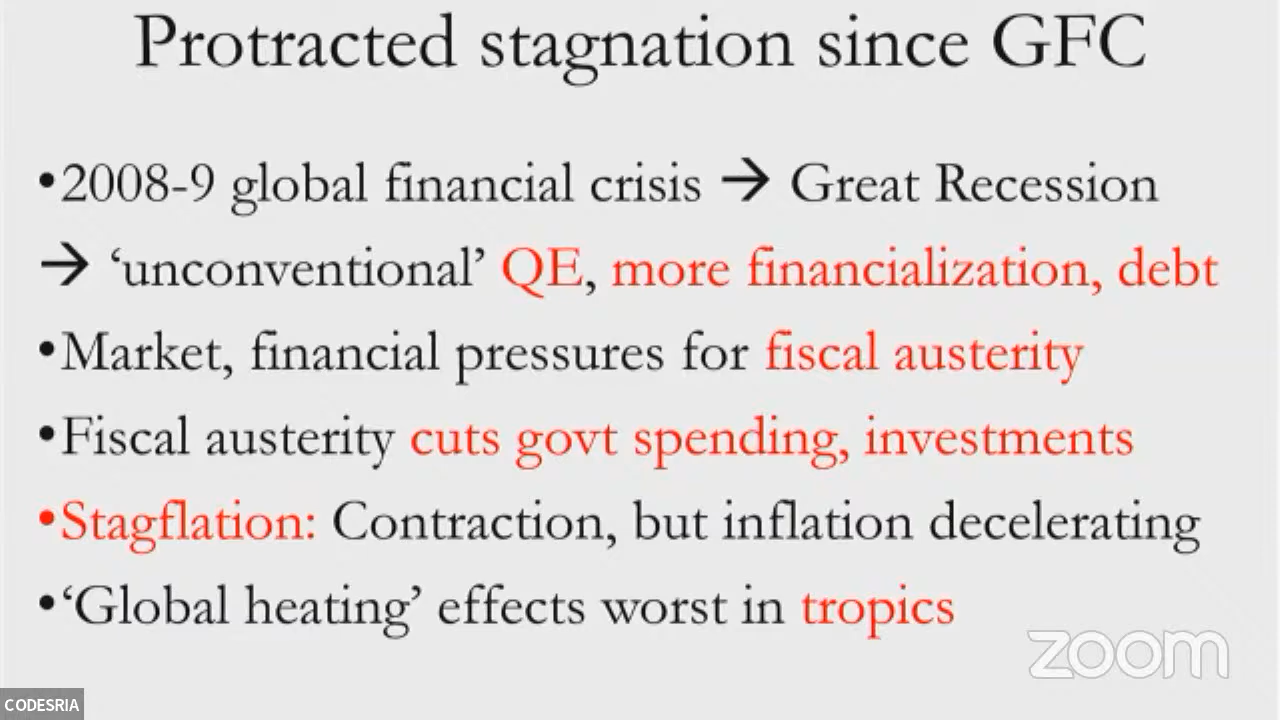 Protracted stagnation since GFC
•2008-9 global financial crisis → Great Recession
→ ‘unconventional’ QE, more financialization, debt
•Market, financial pressures for fiscal austerity
•Fiscal austerity cuts govt spending, investments
•Stagflation: Contraction, but inflation decelerating
•‘Global heating’ effects worst in tropics
zoom
CODESRIA